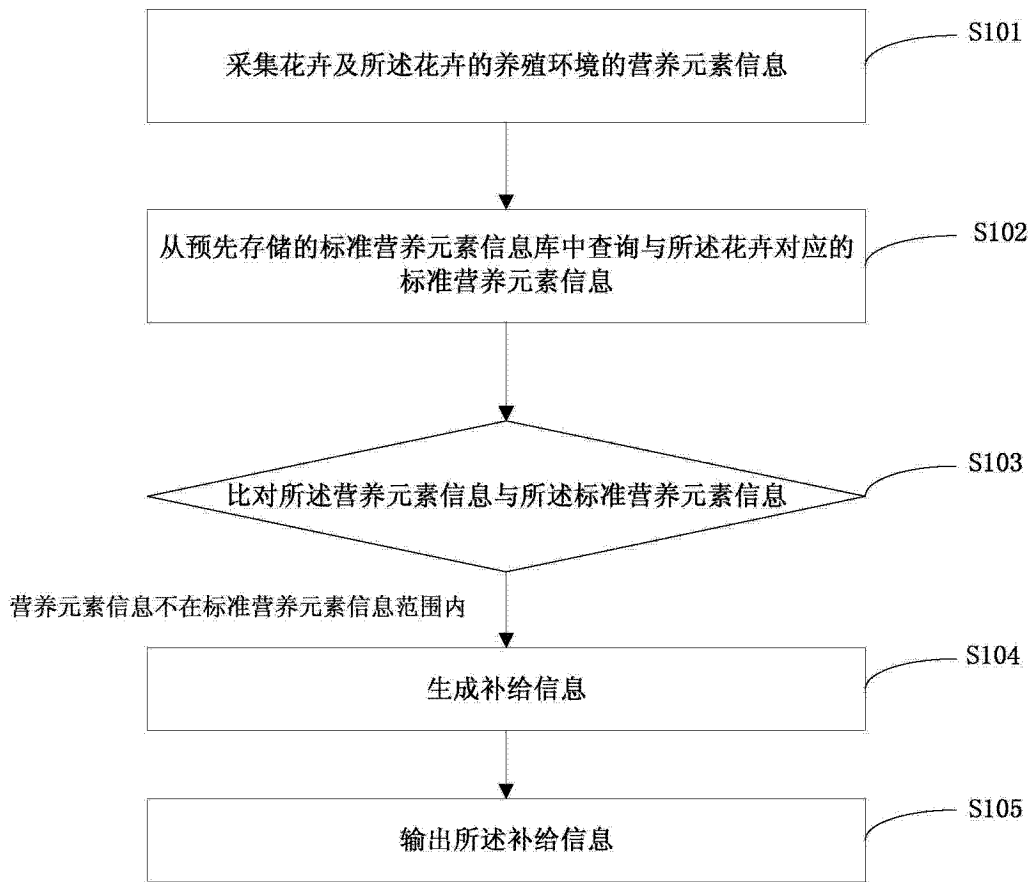 S101
采集花卉及所述花卉的养殖环境的营养元素信息
S102
从预先存储的标准营养元素信息库中查询与所述花卉对应的
标准营养元素信息
S103
比对所述营养元素信息与所述标准营养元素信息
营养元素信息不在标准营养元素信息范围内
S104
生成补给信息
S105
输出所述补给信息